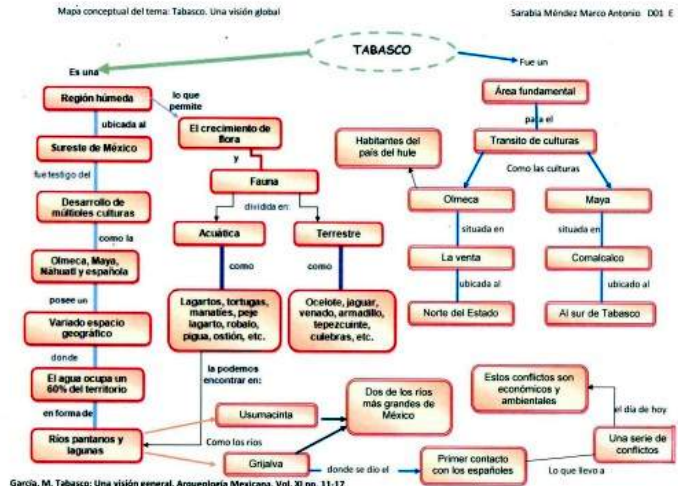 Mapa conceptual del tema: Tabasco. Una visión global
Sarabia Méndez Marco Antonio D01 E
TABASCO
Es una
Región húmeda
ubicada al
Sureste de México
fue testigo del
Desarrollo de
múltioles culturas
como la
Olmeca, Maya,
Náhuatl y española
posee un
Variado espacio
geográfico
donde
El agua ocupa un
60% del territorio
en forma de
Ríos pantanos y
lagunas
lo que
permite
El crecimiento de
flora
y
Fauna
dividida en:
Acuática
como
Lagartos, tortugas,
manatíes, peje
lagarto, robalo,
pigua, ostión, etc.
la podemos
encontrar en:
Terrestre
como
Ocelote, jaguar,
venado, armadillo,
tepezcuinte,
culebras, etc.
Como los ríos
Usumacinta
Grijalva
Dos de los ríos
más grandes de
México
donde se dio el
Primer contacto
con los españoles
Lo que llevo a
Una serie de
conflictos
el día de hoy
Estos conflictos son
económicos y
ambientales
Fue un
Área fundamental
para el
Transito de culturas
Como las culturas
Olmeca
Habitantes del
país del hule
situada en
La venta
ubicada al
Norte del Estado
Maya
situada en
Comalcalco
ubicado al
Al sur de Tabasco
García, M. Tabasco: Una visión general. Arqueología Mexicana. Vol. XI pp. 11-17